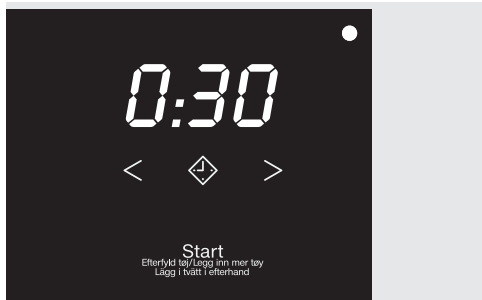 0:30
< >
Start
Efterfyld tøj/Legg inn mer tøy
Lägg i tvätt i efterhand